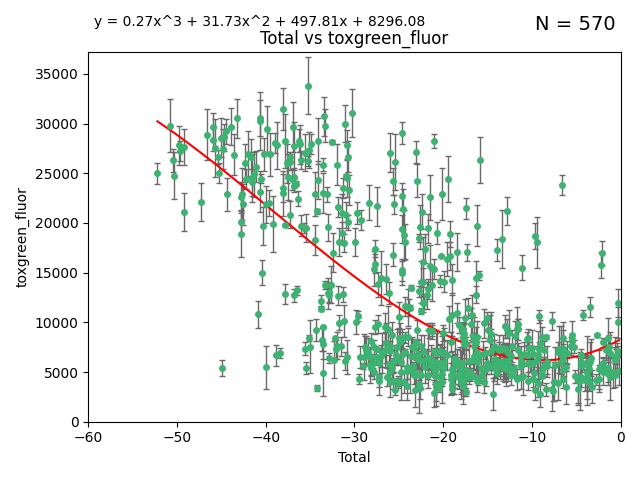 y = 0.27x^3 + 31.73x^2 + 497.81x + 8296.08
N = 570
Total vs toxgreen_fluor
35000
30000
25000
20000
15000
10000
5000
0
toxgreen_fluor
−60 −50 −40 −30 −20 −10 0
Total